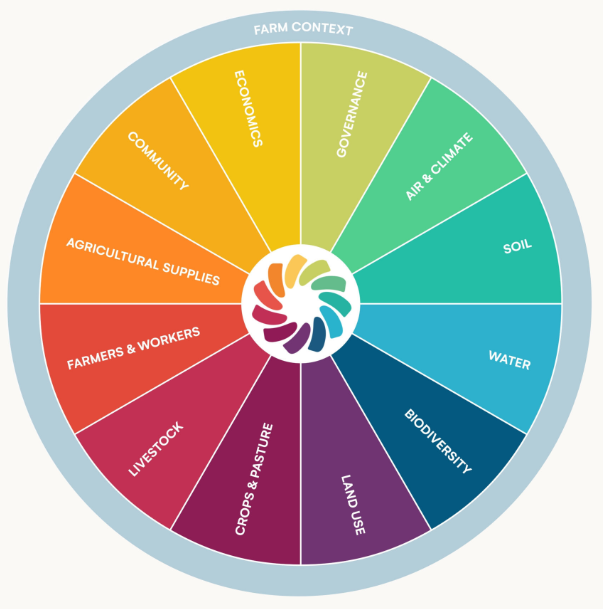 FARM CONTEXT
GOVERNANCE
AIR & CLIMATE
SOIL
WATER
BIODIVERSITY
LAND USE
CROPS & PASTURE
LIVESTOCK
FARMERS & WORKERS
AGRICULTURAL SUPPLIES
COMMUNITY
ECONOMICS